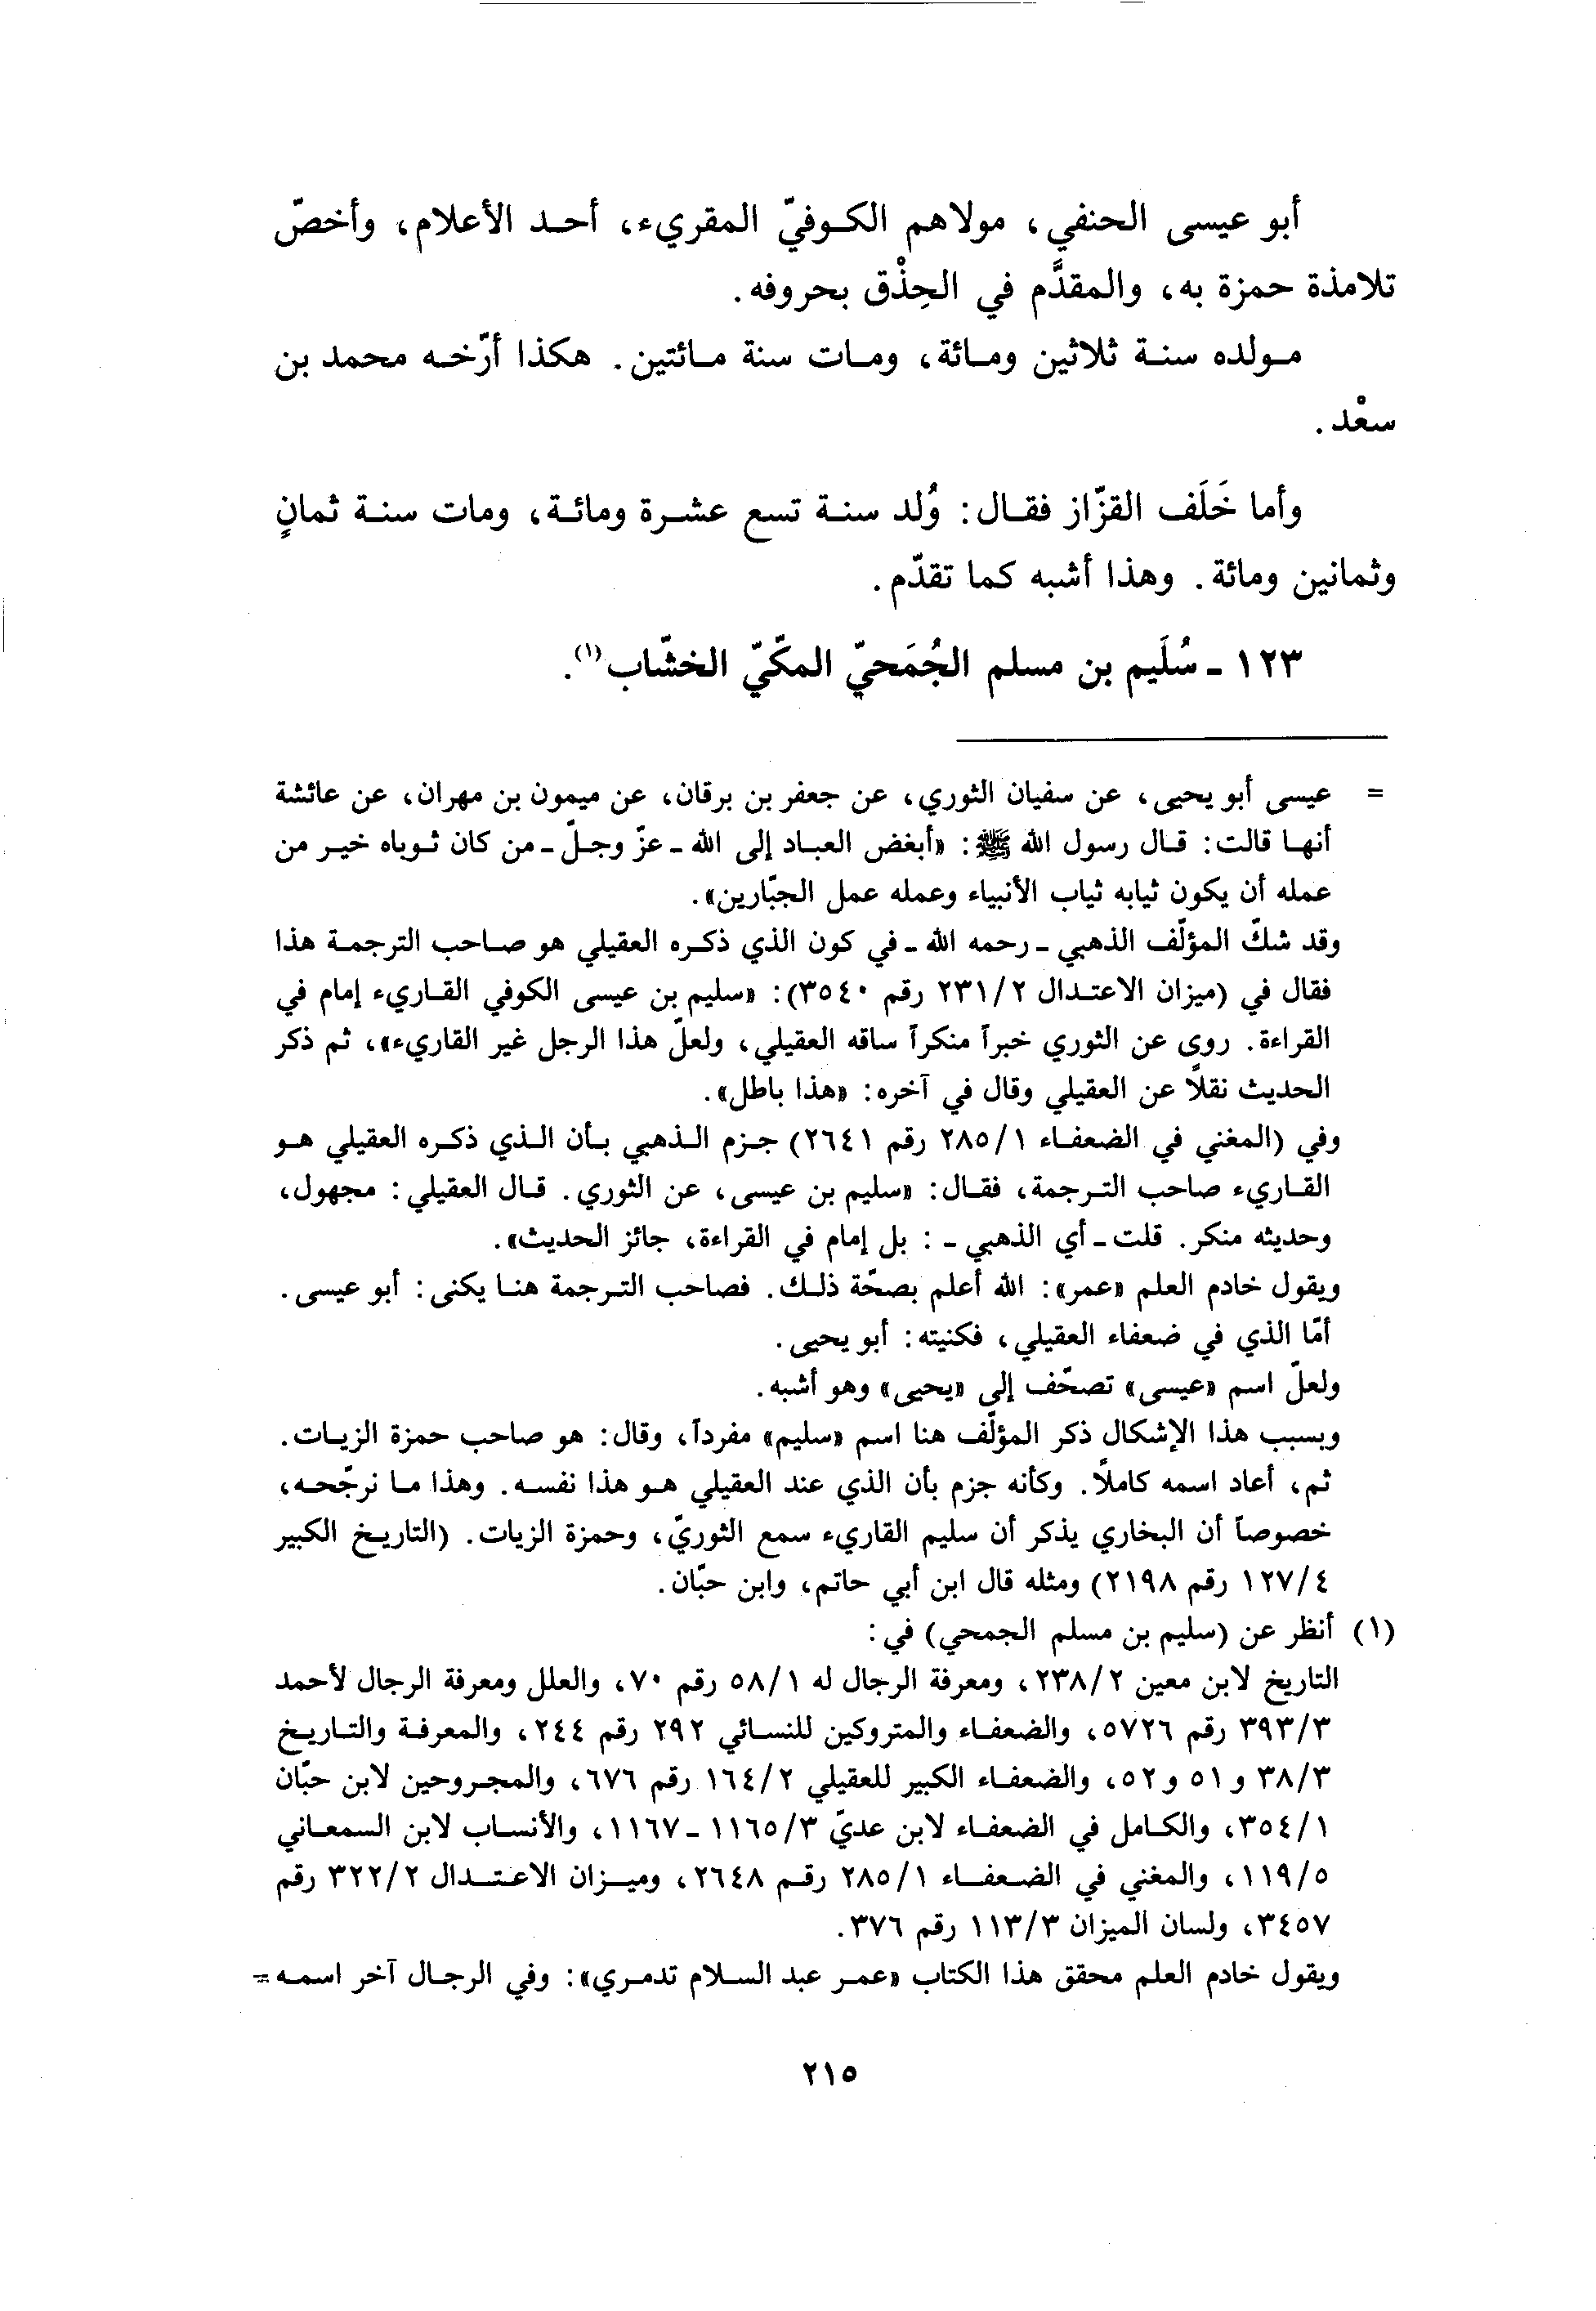 أبو عيسى الحنفي، مولاهم الكوفيّ المقريء، أحد الأعلام، وأخصّ
تلامذة حمزة به، والمقدَّم في الحِذْق بحروفه.
مولده سنة ثلاثين ومائة، ومات سنة مائتين. هكذا أرّخه محمد بن
سعْد.
وأما خَلَف القزّاز فقال: وُلد سنة تسع عشرة ومائة، ومات سنة ثمانٍ
وثمانين ومائة. وهذا أشبه كما تقدّم.
١٢٣ - سُلَيم بن مسلم الجُمَحيّ المكّيّ الخشّاب(١).
= عيسى أبو يحيى، عن سفيان الثوري، عن جعفر بن برقان، عن ميمون بن مهران، عن عائشة
أنها قالت: قال رسول الله ﷺ: «أبغض العباد إلى الله - عزّ وجلّ - من كان ثوباه خير من
عمله أن يكون ثيابه ثياب الأنبياء وعمله عمل الجبّارين».
وقد شكّ المؤلّف الذهبي - رحمه الله - في كون الذي ذكره العقيلي هو صاحب الترجمة هذا
فقال في (ميزان الاعتدال ٢٣١/٢ رقم ٣٥٤٠): «سليم بن عيسى الكوفي القاريء إمام في
القراءة. روى عن الثوري خبراً منكراً ساقه العقيلي، ولعلّ هذا الرجل غير القاريء»، ثم ذكر
الحديث نقلاً عن العقيلي وقال في آخره: «هذا باطل».
وفي (المغني في الضعفاء ٢٨٥/١ رقم ٢٦٤١) جزم الذهبي بأن الذي ذكره العقيلي هو
القاريء صاحب الترجمة، فقال: «سليم بن عيسى، عن الثوري. قال العقيلي: مجهول،
وحديثه منكر. قلت - أي الذهبي - : بل إمام في القراءة، جائز الحديث».
ويقول خادم العلم «عمر»: الله أعلم بصحّة ذلك. فصاحب الترجمة هنا يكنى: أبو عيسى.
أمّا الذي في ضعفاء العقيلي، فكنيته: أبو يحيى.
ولعلّ اسم «عيسى» تصحّف إلى «يحيى» وهو أشبه.
وبسبب هذا الإشكال ذكر المؤلّف هنا اسم «سليم» مفرداً، وقال: هو صاحب حمزة الزيات.
ثم، أعاد اسمه كاملاً. وكأنه جزم بأن الذي عند العقيلي هو هذا نفسه. وهذا ما نرجّحه،
خصوصاً أن البخاري يذكر أن سليم القاريء سمع الثوريّ، وحمزة الزيات. (التاريخ الكبير
١٢٧/٤ رقم ٢١٩٨) ومثله قال ابن أبي حاتم، وابن حبّان.
(١) أنظر عن (سليم بن مسلم الجمحي) في:
التاريخ لابن معين ٢٣٨/٢، ومعرفة الرجال له ٥٨/١ رقم ٧٠، والعلل ومعرفة الرجال لأحمد
٣٩٣/٣ رقم ٥٧٢٦، والضعفاء والمتروكين للنسائي ٢٩٢ رقم ٢٤٤، والمعرفة والتاريخ
٣٨/٣ و٥١ و٥٢، والضعفاء الكبير للعقيلي ١٦٤/٢ رقم ٦٧٦، والمجروحين لابن حبّان
٣٥٤/١، والكامل في الضعفاء لابن عديّ ١١٦٥/٣ - ١١٦٧، والأنساب لابن السمعاني
١١٩/٥، والمغني في الضعفاء ٢٨٥/١ رقم ٢٦٤٨، وميزان الاعتدال ٣٢٢/٢ رقم
٣٤٥٧، ولسان الميزان ١١٣/٣ رقم ٣٧٦.
ويقول خادم العلم محقق هذا الكتاب «عمر عبد السلام تدمري»: وفي الرجال آخر اسمه =
٢١٥